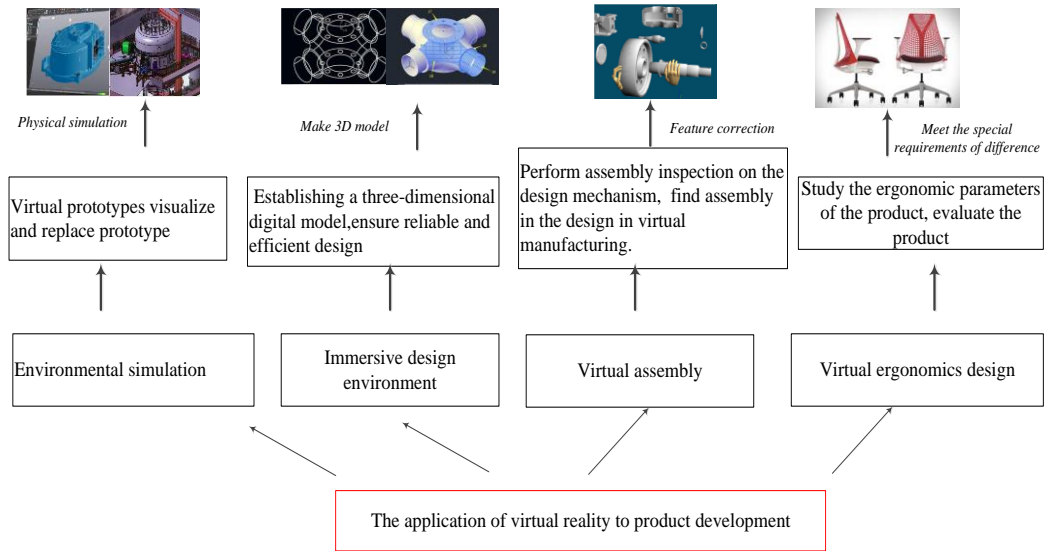 Physical simulation
Make 3D model
Feature correction
Meet the special
requirements of difference
Virtual prototypes visualize
and replace prototype
Establishing a three-dimensional
digital model,ensure reliable and
efficient design
Perform assembly inspection on the
design mechanism, find assembly
in the design in virtual
manufacturing.
Study the ergonomic parameters
of the product, evaluate the
product
Environmental simulation
Immersive design
environment
Virtual assembly
Virtual ergonomics design
The application of virtual reality to product development